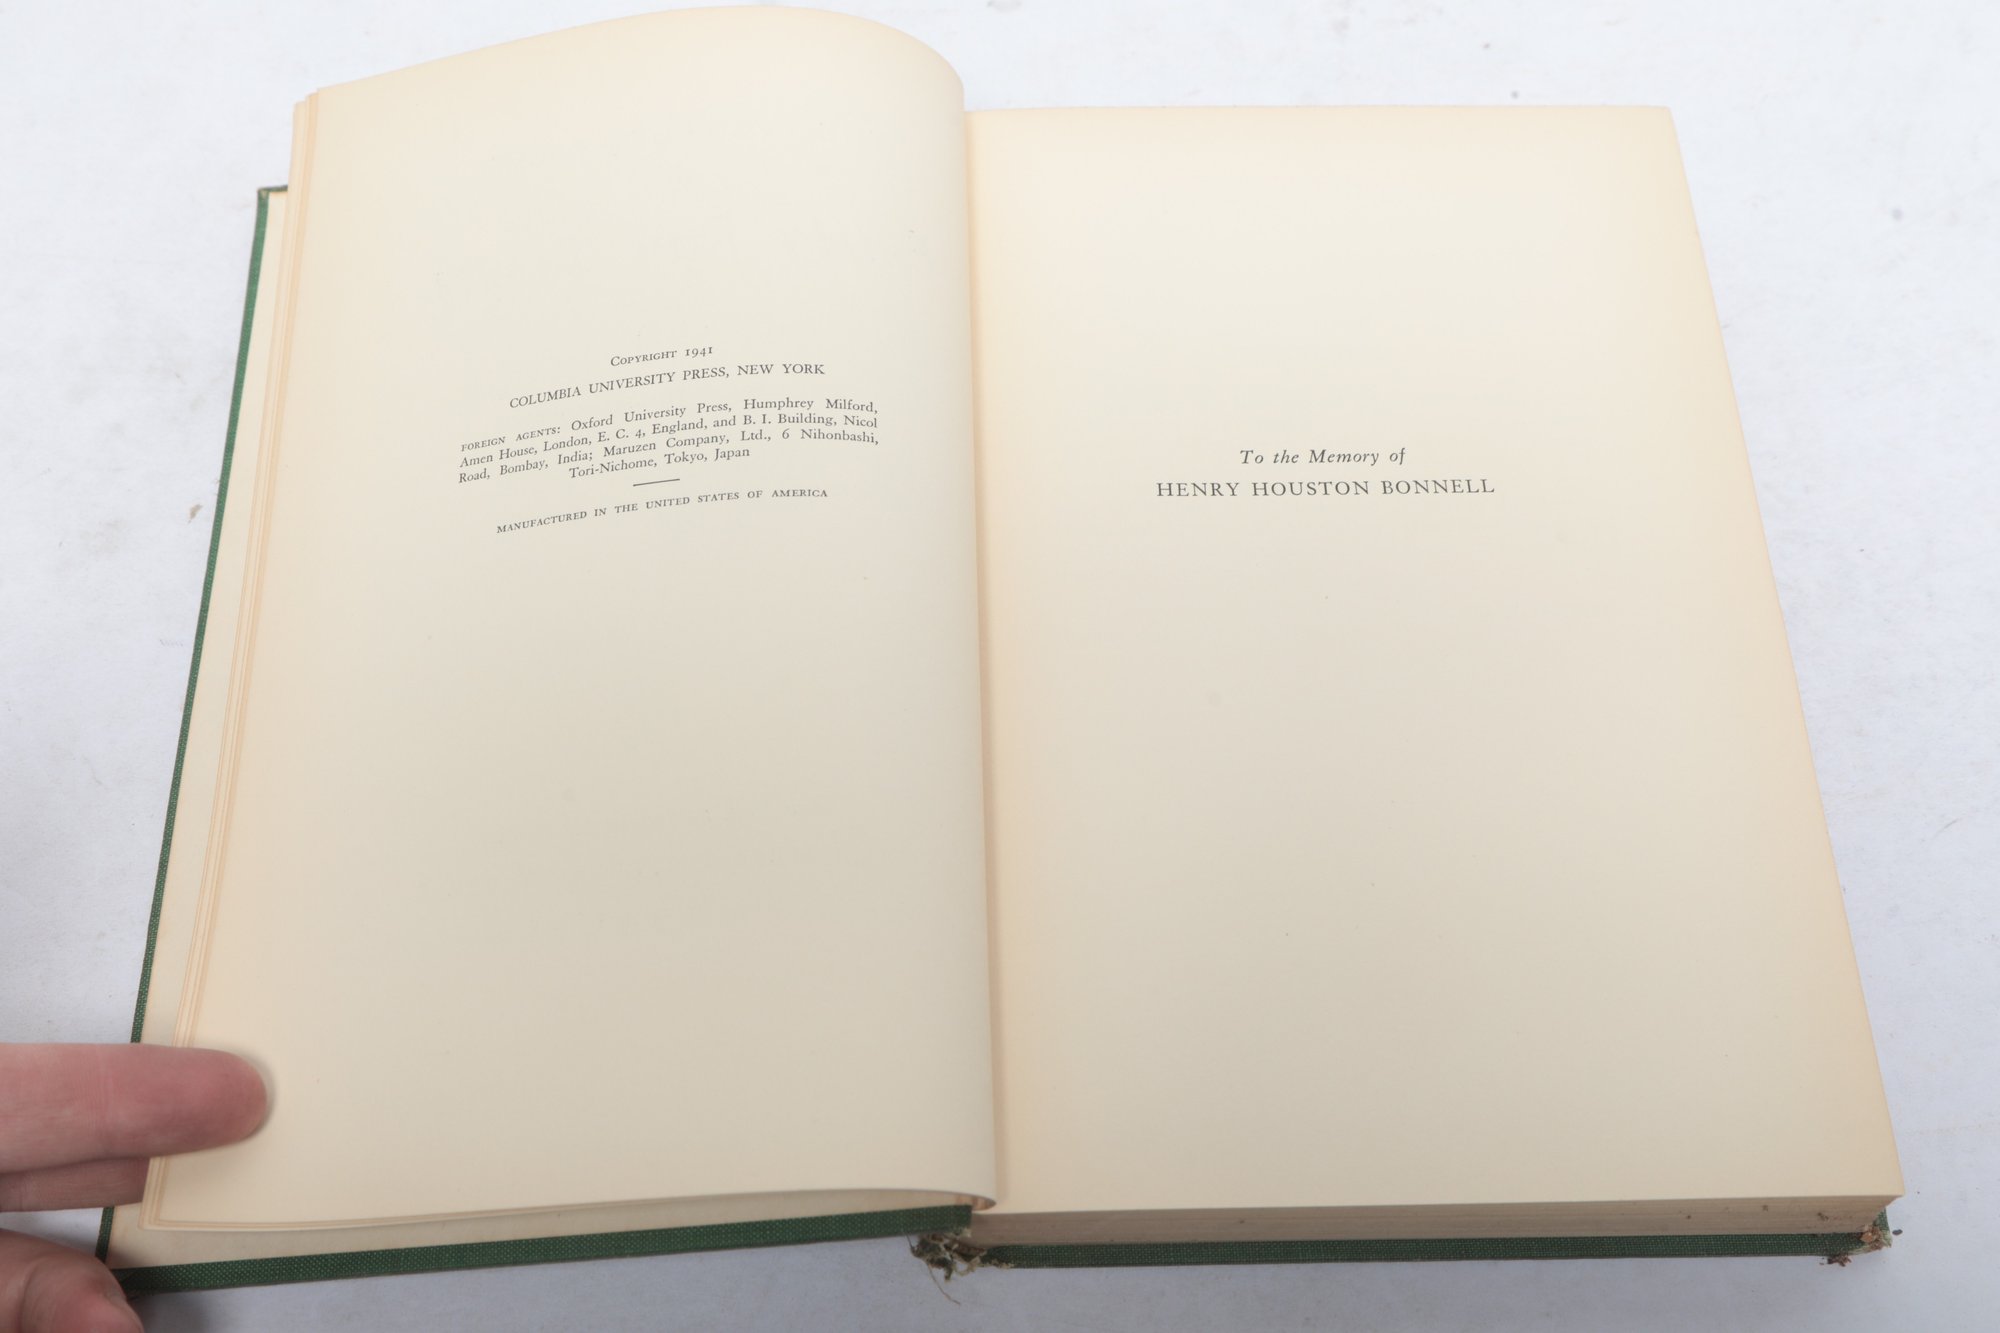 Copyright 1941
COLUMBIA UNIVERSITY PRESS, NEW YORK
FOREIGN AGENTS: Oxford University Press, Humphrey Milford,
Amen House, London, E. C. 4, England, and B. I. Building, Nicol
Road, Bombay, India; Maruzen Company, Ltd., 6 Nihonbashi,
Tori-Nichome, Tokyo, Japan
MANUFACTURED IN THE UNITED STATES OF AMERICA
To the Memory of
HENRY HOUSTON BONNELL